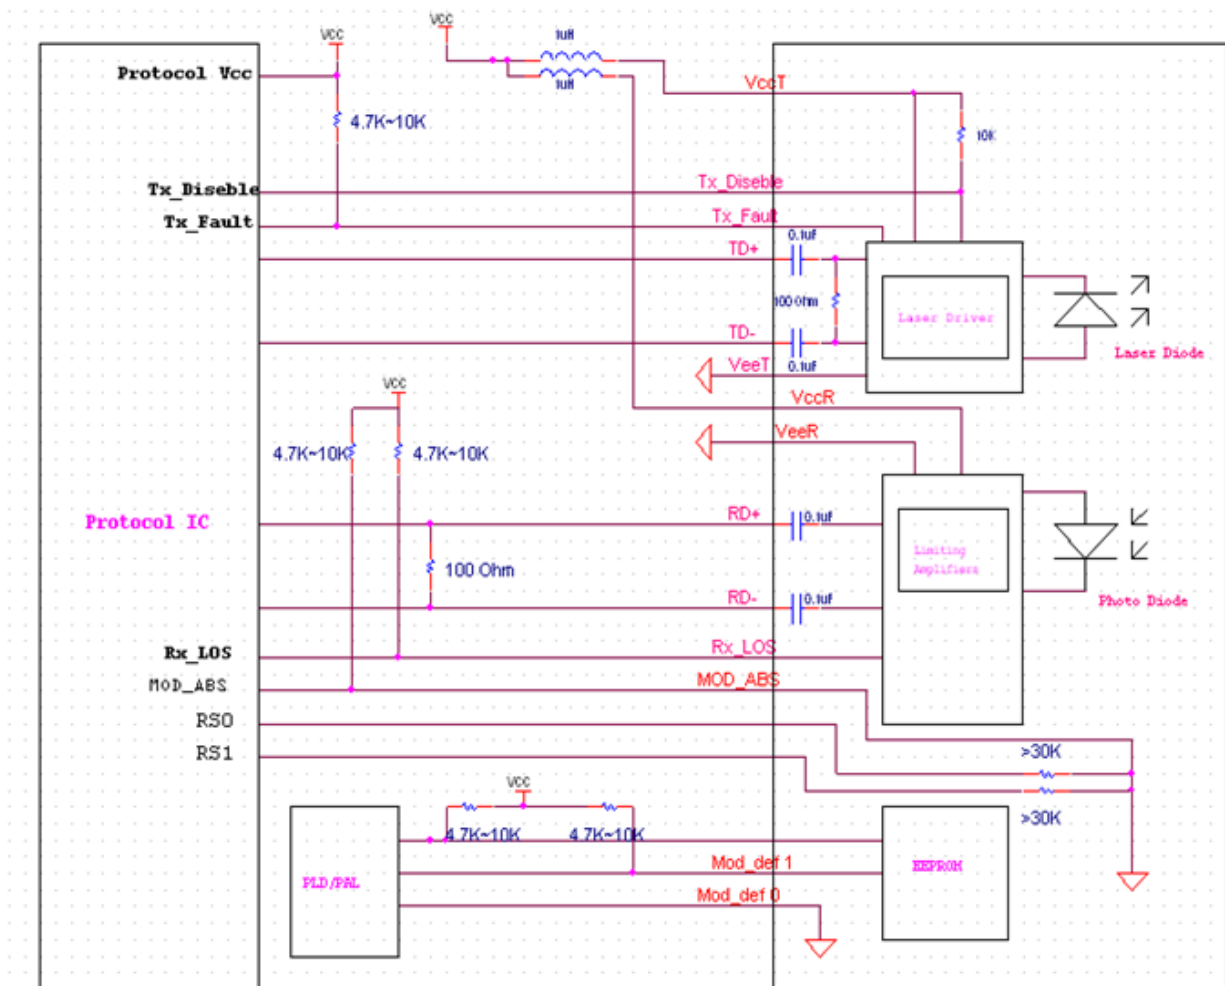 VCC
VCC
1uH
1uH
Protocol Vcc
VccT
4.7K~10K
10K
Tx_Diseble
Tx_Diseble
Tx_Fault
Tx_Fault
0.1uf
TD+
100 Ohm
Laser Driver
TD-
Laser Diode
VeeT
0.1uf
VCC
VccR
VeeR
4.7K~10K
4.7K~10K
Protocol IC
RD+
0.1uf
Limiting
Amplifiers
100 Ohm
RD-
0.1uf
Photo Diode
Rx_LOS
Rx_LOS
MOD_ABS
MOD_ABS
RS0
RS1
>30K
VCC
>30K
4.7K~10K
4.7K~10K
Mod_def 1
EEPROM
PLD/PAL
Mod_def 0